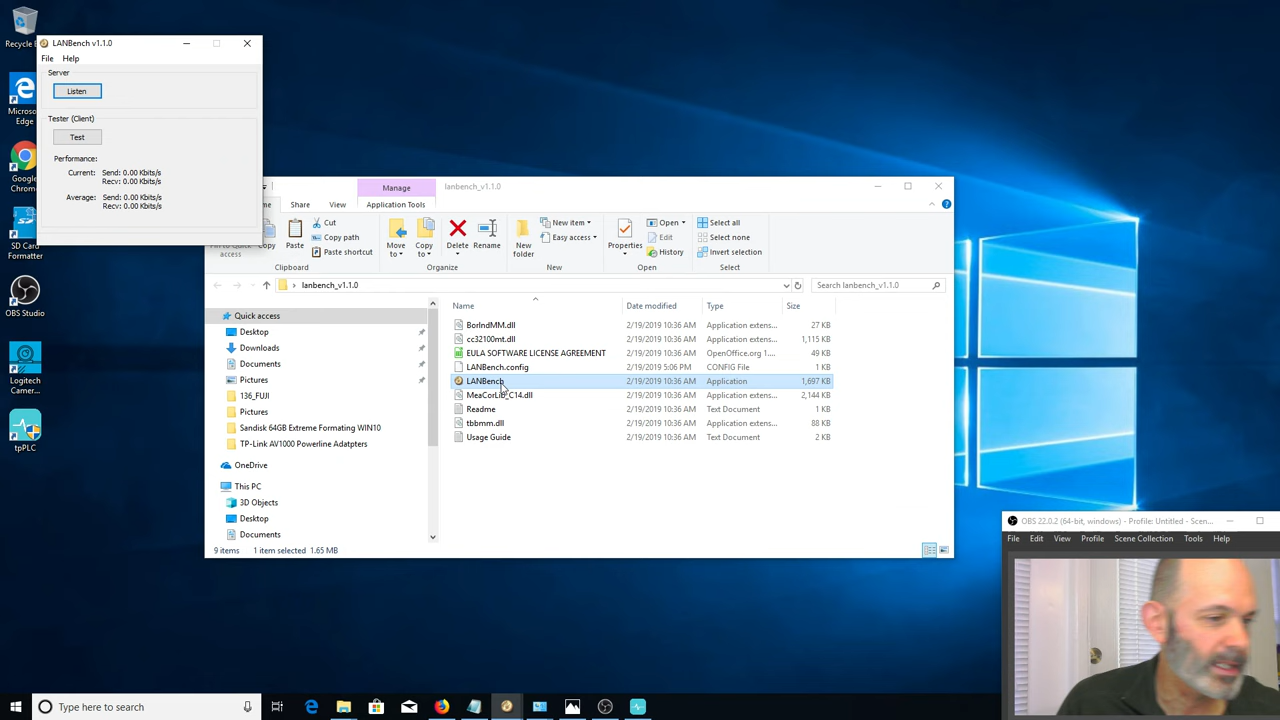 Recycle
LANBench v1.1.0
File Help
Server
Listen
Tester (Client)
Test
Performance:
Current: Send: 0.00 Kbits/s
Recv: 0.00 Kbits/s
Average: Send: 0.00 Kbits/s
Recv: 0.00 Kbits/s
Micros
Edge
Google
Chrom
SD Card
Formatter
OBS Studio
Logitech
Camer...
tpPLC
Manage
lanbench_v1.1.0
Share View Application Tools
Copy
access
Paste
Cut
Copy path
Paste shortcut
Clipboard
Move to
Copy to
Delete
Rename
Organize
New folder
New item
Easy access
New
Properties
Open
Edit
History
Open
Select all
Select none
Invert selection
Select
lanbench_v1.1.0
Search lanbench_v1.1.0
Quick access
Desktop
Downloads
Documents
Pictures
136_FUJI
Pictures
Sandisk 64GB Extreme Formating WIN10
TP-Link AV1000 Powerline Adatpters
OneDrive
This PC
3D Objects
Desktop
Documents
Name Date modified Type Size
BorlndMM.dll 2/19/2019 10:36 AM Application extens... 27 KB
cc32100mt.dll 2/19/2019 10:36 AM Application extens... 1,115 KB
EULA SOFTWARE LICENSE AGREEMENT 2/19/2019 10:36 AM OpenOffice.org 1.... 49 KB
LANBench.config 2/19/2019 5:06 PM CONFIG File 1 KB
LANBench 2/19/2019 10:36 AM Application 1,697 KB
MeaCorLib_C14.dll 2/19/2019 10:36 AM Application extens... 2,144 KB
Readme 2/19/2019 10:36 AM Text Document 1 KB
tbbmm.dll 2/19/2019 10:36 AM Application extens... 88 KB
Usage Guide 2/19/2019 10:36 AM Text Document 2 KB
9 items 1 item selected 1.65 MB
OBS 22.0.2 (64-bit, windows) - Profile: Untitled - Scen...
File Edit View Profile Scene Collection Tools Help
Type here to search